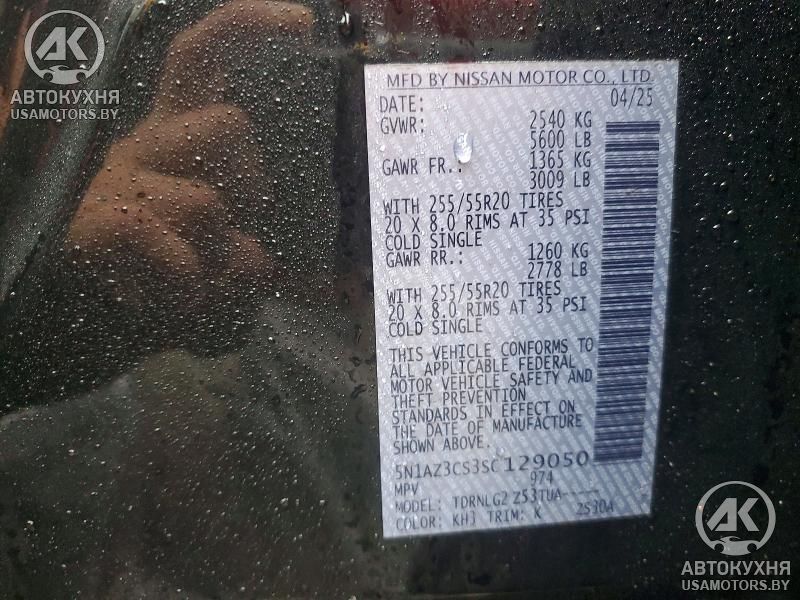 AK
АВТОКУХНЯ
USAMOTORS.BY
MFD BY NISSAN MOTOR CO., LTD.
DATE: 04/25
GVWR: 2540 KG
5600 LB
GAWR FR.: 1365 KG
3009 LB
WITH 255/55R20 TIRES
20 X 8.0 RIMS AT 35 PSI
COLD SINGLE
GAWR RR.: 1260 KG
2778 LB
WITH 255/55R20 TIRES
20 X 8.0 RIMS AT 35 PSI
COLD SINGLE
THIS VEHICLE CONFORMS TO
ALL APPLICABLE FEDERAL
MOTOR VEHICLE SAFETY AND
THEFT PREVENTION
STANDARDS IN EFFECT ON
THE DATE OF MANUFACTURE
SHOWN ABOVE.
5N1AZ3CS3SC129050
MPV 974
MODEL: TDRNLG2 Z53TUA-----
COLOR: KH3 TRIM: K 2530A
AK
АВТОКУХНЯ
USAMOTORS.BY